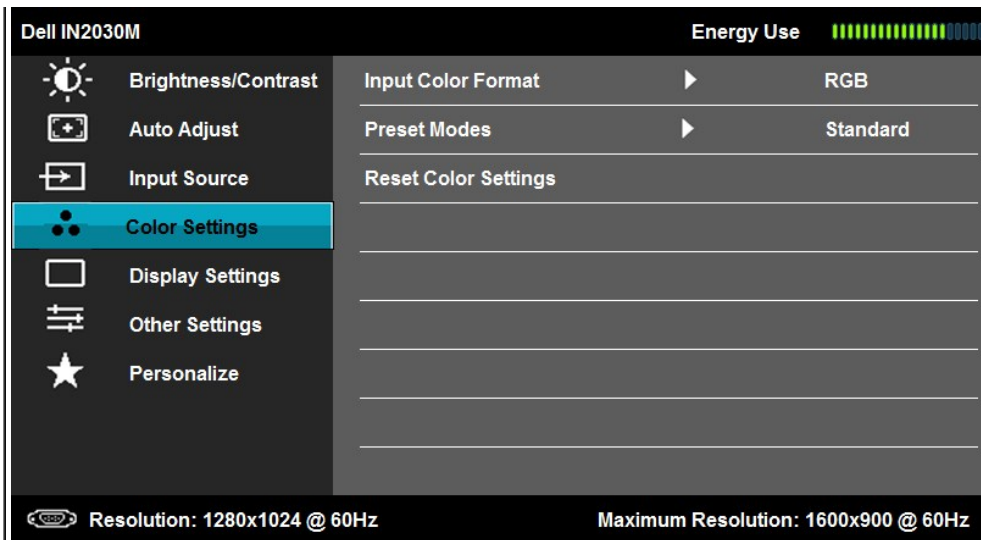 Dell IN2030M Energy Use
Brightness/Contrast Input Color Format RGB
Auto Adjust Preset Modes Standard
Input Source Reset Color Settings
Color Settings
Display Settings
Other Settings
Personalize
Resolution: 1280x1024 @ 60Hz Maximum Resolution: 1600x900 @ 60Hz